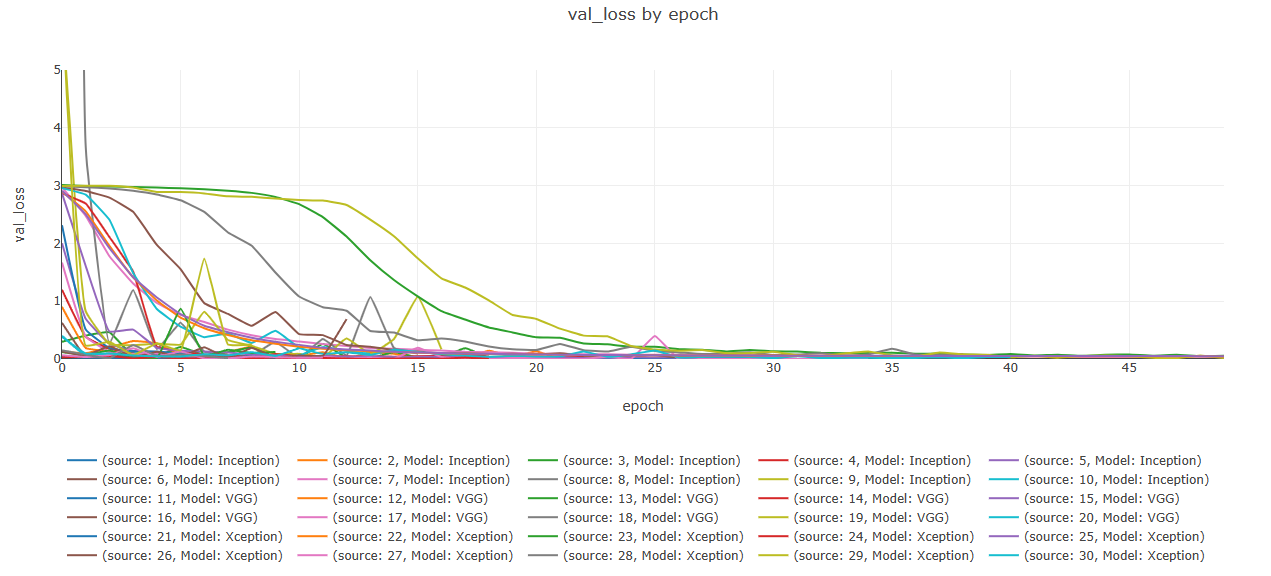 val_loss by epoch
5
4
3
2
1
0
val_loss
0 5 10 15 20 25 30 35 40 45
epoch
(source: 1, Model: Inception) (source: 2, Model: Inception) (source: 3, Model: Inception) (source: 4, Model: Inception) (source: 5, Model: Inception)
(source: 6, Model: Inception) (source: 7, Model: Inception) (source: 8, Model: Inception) (source: 9, Model: Inception) (source: 10, Model: Inception)
(source: 11, Model: VGG) (source: 12, Model: VGG) (source: 13, Model: VGG) (source: 14, Model: VGG) (source: 15, Model: VGG)
(source: 16, Model: VGG) (source: 17, Model: VGG) (source: 18, Model: VGG) (source: 19, Model: VGG) (source: 20, Model: VGG)
(source: 21, Model: Xception) (source: 22, Model: Xception) (source: 23, Model: Xception) (source: 24, Model: Xception) (source: 25, Model: Xception)
(source: 26, Model: Xception) (source: 27, Model: Xception) (source: 28, Model: Xception) (source: 29, Model: Xception) (source: 30, Model: Xception)